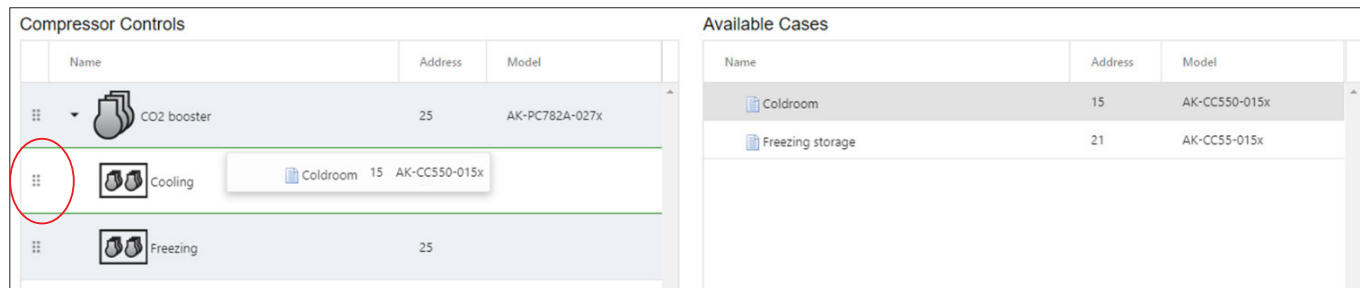 Compressor Controls
Name Address Model
CO2 booster 25 AK-PC782A-027x
Cooling Coldroom 15 AK-CC550-015x
Freezing 25
Available Cases
Name Address Model
Coldroom 15 AK-CC550-015x
Freezing storage 21 AK-CC55-015x